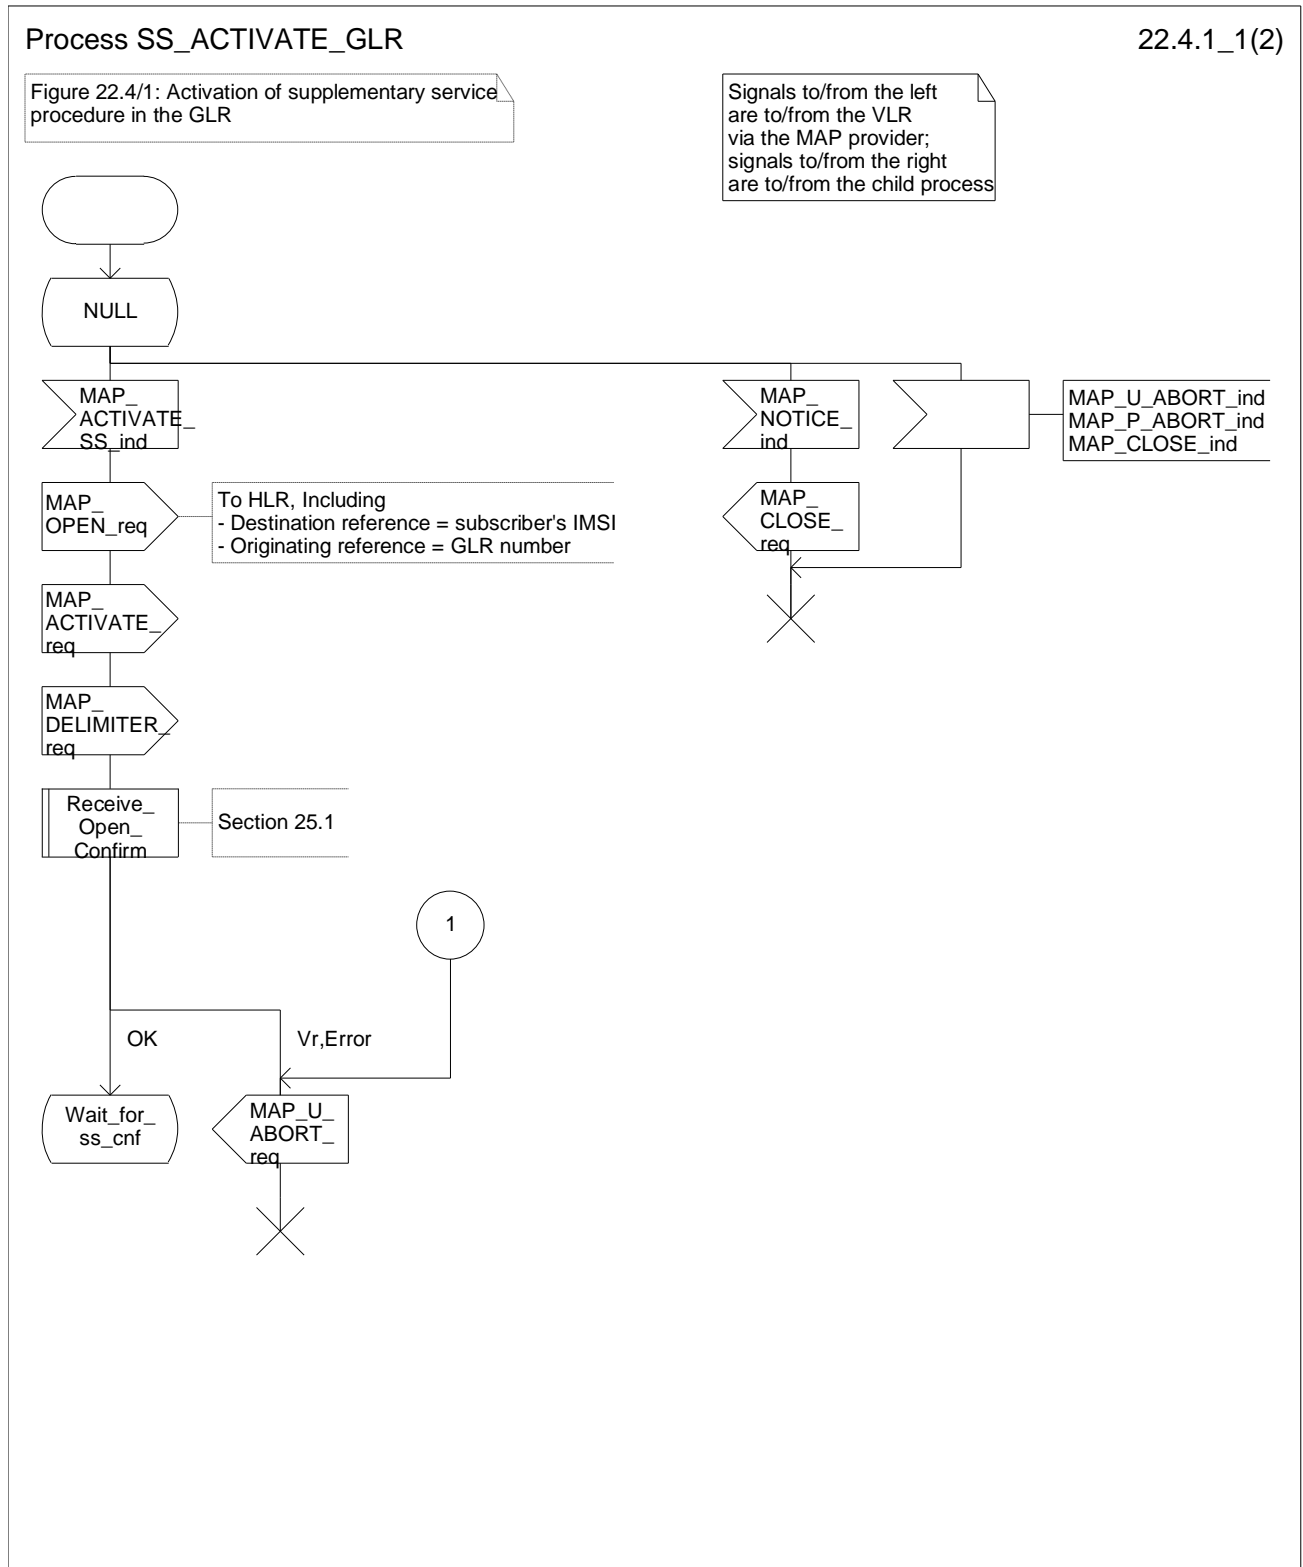 Process SS_ACTIVATE_GLR
22.4.1_1(2)
Figure 22.4/1: Activation of supplementary service
procedure in the GLR
Signals to/from the left
are to/from the VLR
via the MAP provider;
signals to/from the right
are to/from the child process
NULL
MAP_
ACTIVATE_
SS_ind
MAP_
NOTICE_
ind
MAP_U_ABORT_ind
MAP_P_ABORT_ind
MAP_CLOSE_ind
MAP_
OPEN_req
To HLR, Including
- Destination reference = subscriber's IMSI
- Originating reference = GLR number
MAP_
CLOSE_
req
MAP_
ACTIVATE_
req
MAP_
DELIMITER_
req
Receive_
Open_
Confirm
Section 25.1
1
OK
Vr,Error
Wait_for_
ss_cnf
MAP_U_
ABORT_
req